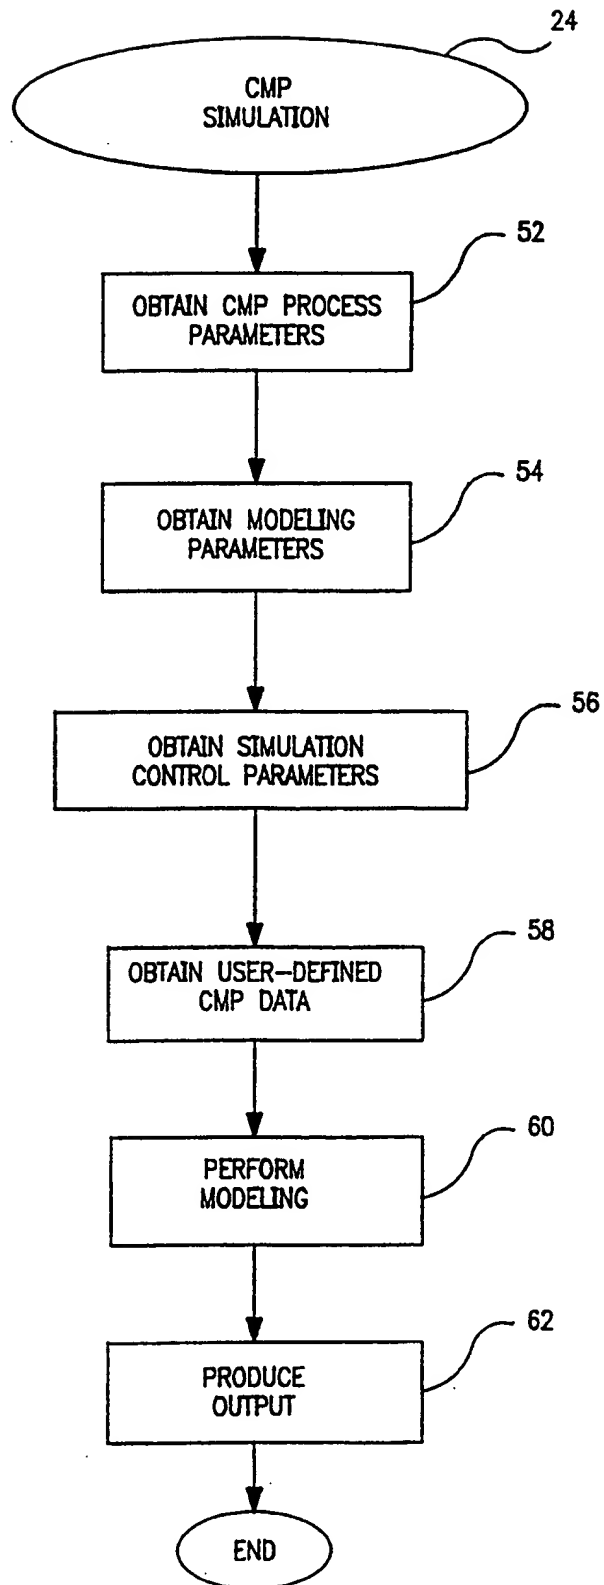 24
CMP
SIMULATION
52
OBTAIN CMP PROCESS
PARAMETERS
54
OBTAIN MODELING
PARAMETERS
56
OBTAIN SIMULATION
CONTROL PARAMETERS
58
OBTAIN USER-DEFINED
CMP DATA
60
PERFORM
MODELING
62
PRODUCE
OUTPUT
END